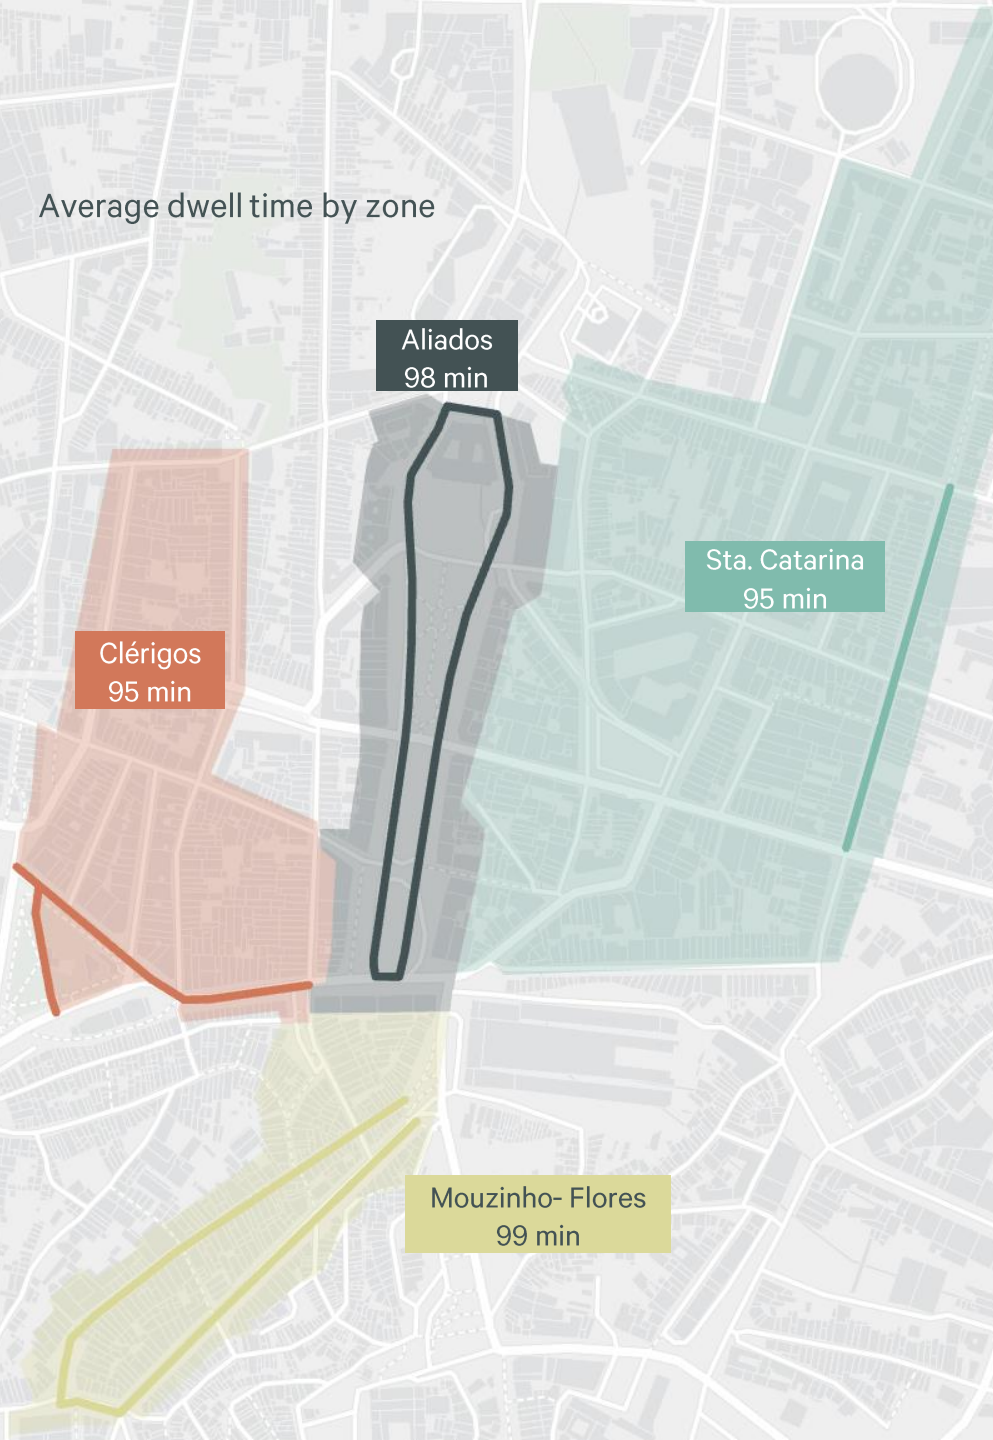 Average dwell time by zone
Aliados
98 min
Sta. Catarina
95 min
Clérigos
95 min
Mouzinho- Flores
99 min